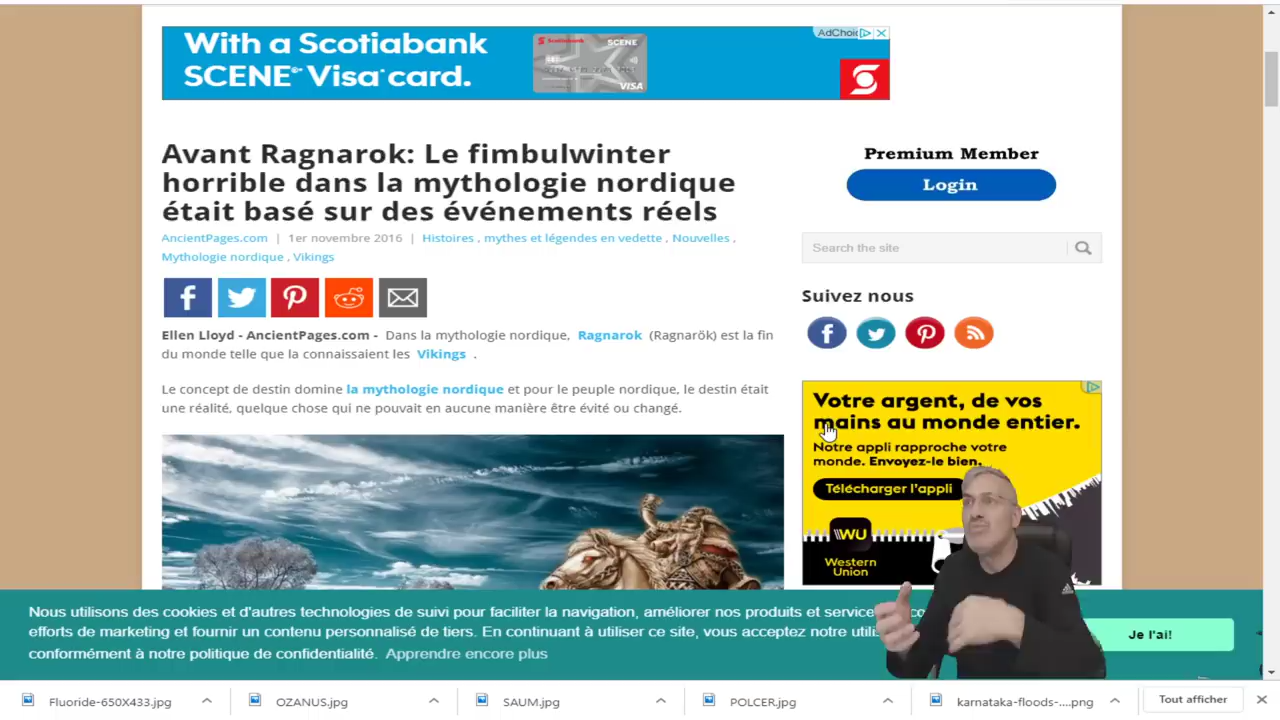 With a Scotiabank
SCENE Visa card.
Scotiabank SCENE
VISA
Avant Ragnarok: Le fimbulwinter
horrible dans la mythologie nordique
était basé sur des événements réels
AncientPages.com | 1er novembre 2016 | Histoires , mythes et légendes en vedette , Nouvelles ,
Mythologie nordique , Vikings
Ellen Lloyd - AncientPages.com - Dans la mythologie nordique, Ragnarok (Ragnarök) est la fin
du monde telle que la connaissaient les Vikings .
Le concept de destin domine la mythologie nordique et pour le peuple nordique, le destin était
une réalité, quelque chose qui ne pouvait en aucune manière être évité ou changé.
Premium Member
Login
Search the site
Suivez nous
Votre argent, de vos
mains au monde entier.
Notre appli rapproche votre
monde. Envoyez-le bien.
Télécharger l'appli
WU
Western
Union
Nous utilisons des cookies et d'autres technologies de suivi pour faciliter la navigation, améliorer nos produits et
efforts de marketing et fournir un contenu personnalisé de tiers. En continuant à utiliser ce site, vous acceptez notre
conformément à notre politique de confidentialité. Apprendre encore plus
Je l'ai!
Fluoride-650X433.jpg
OZANUS.jpg
SAUM.jpg
POLCER.jpg
karnataka-floods-....png
Tout afficher